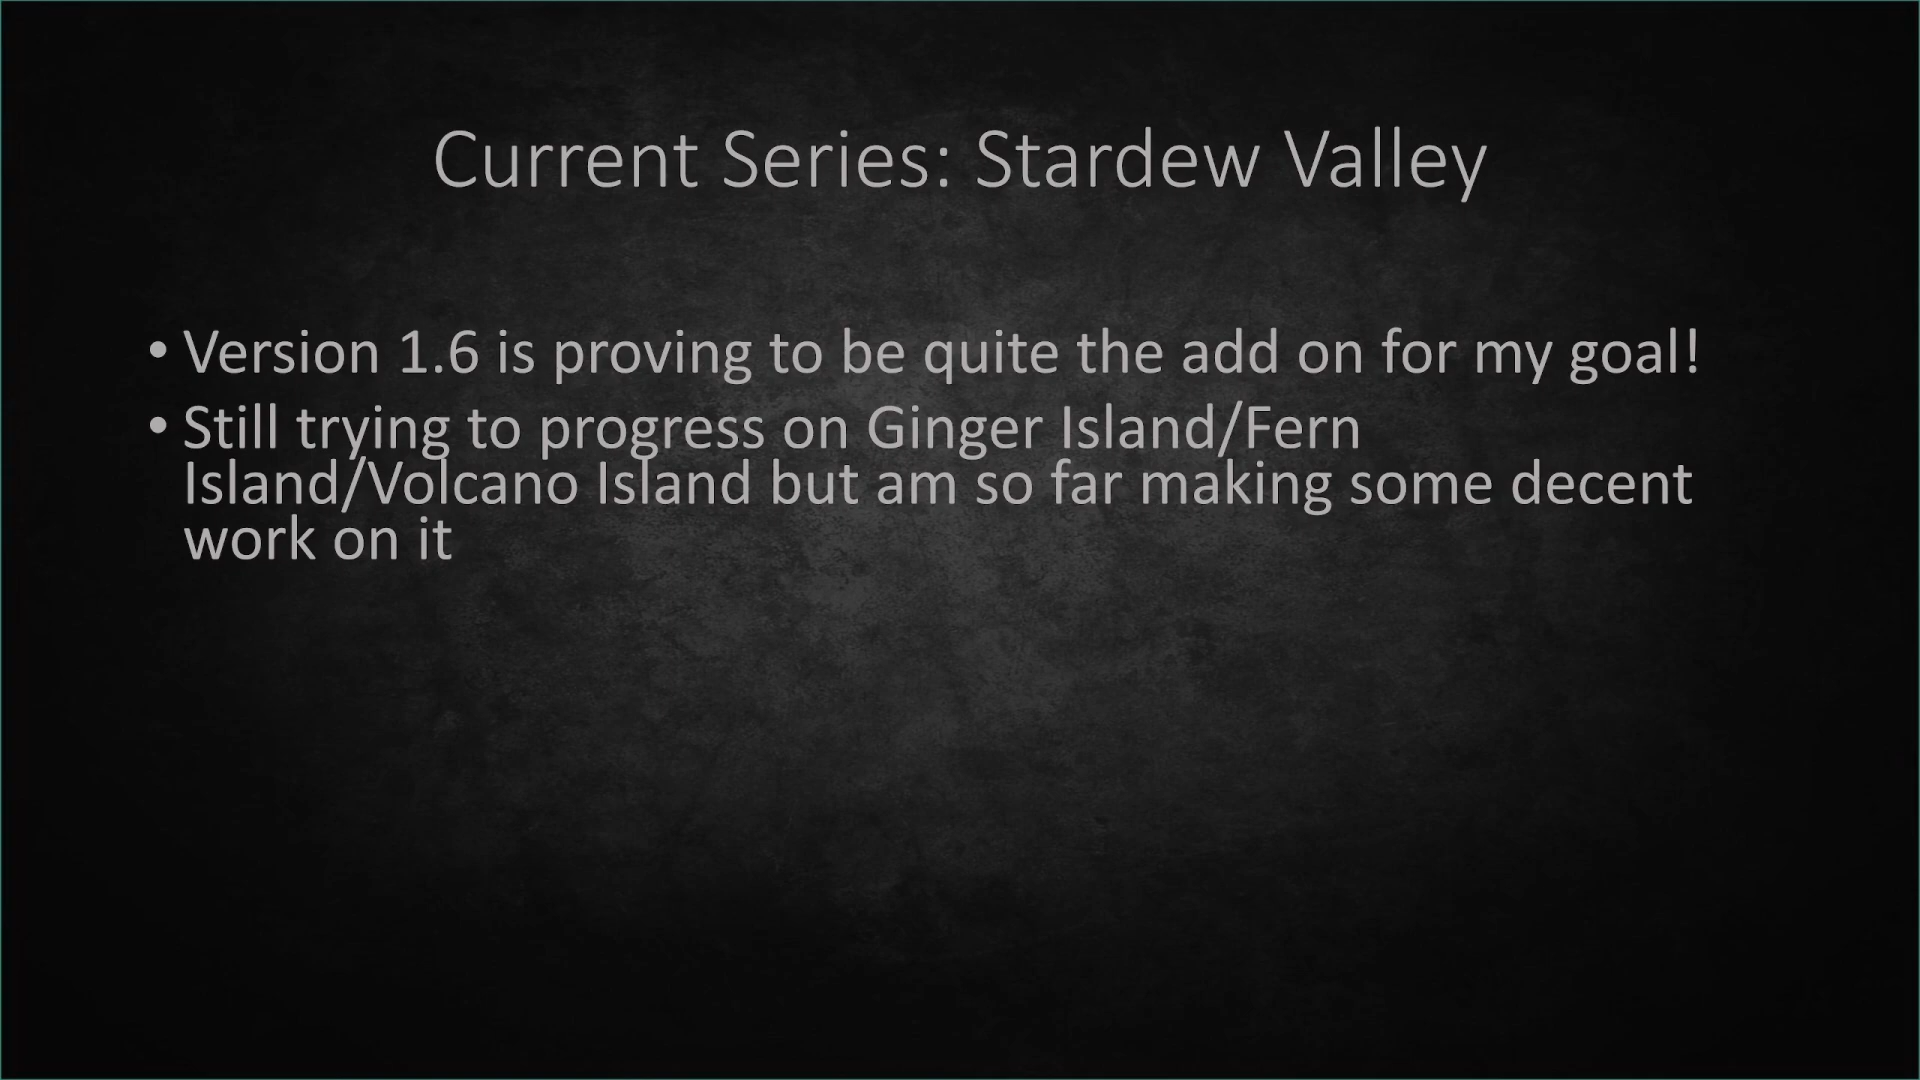 Current Series: Stardew Valley
• Version 1.6 is proving to be quite the add on for my goal!
• Still trying to progress on Ginger Island/Fern
Island/Volcano Island but am so far making some decent
work on it